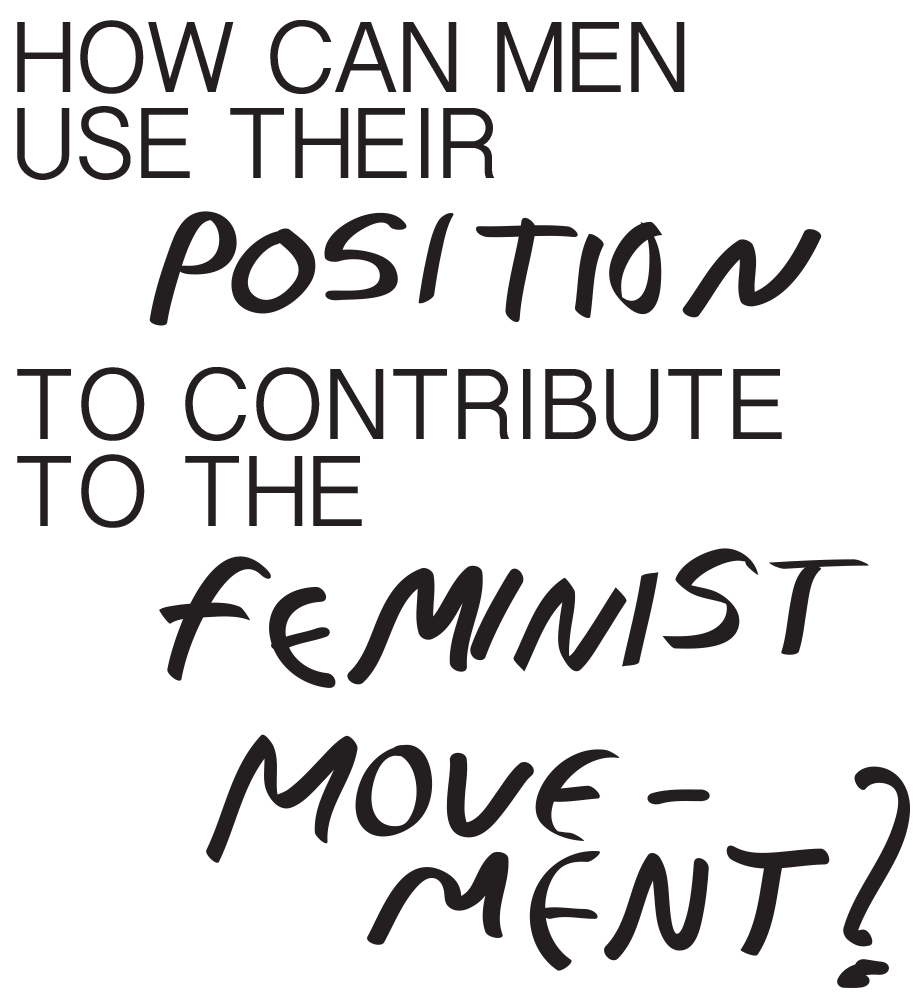 HOW CAN MEN
USE THEIR
POSITION
TO CONTRIBUTE
TO THE
FEMINIST
MOVE-
MENT?